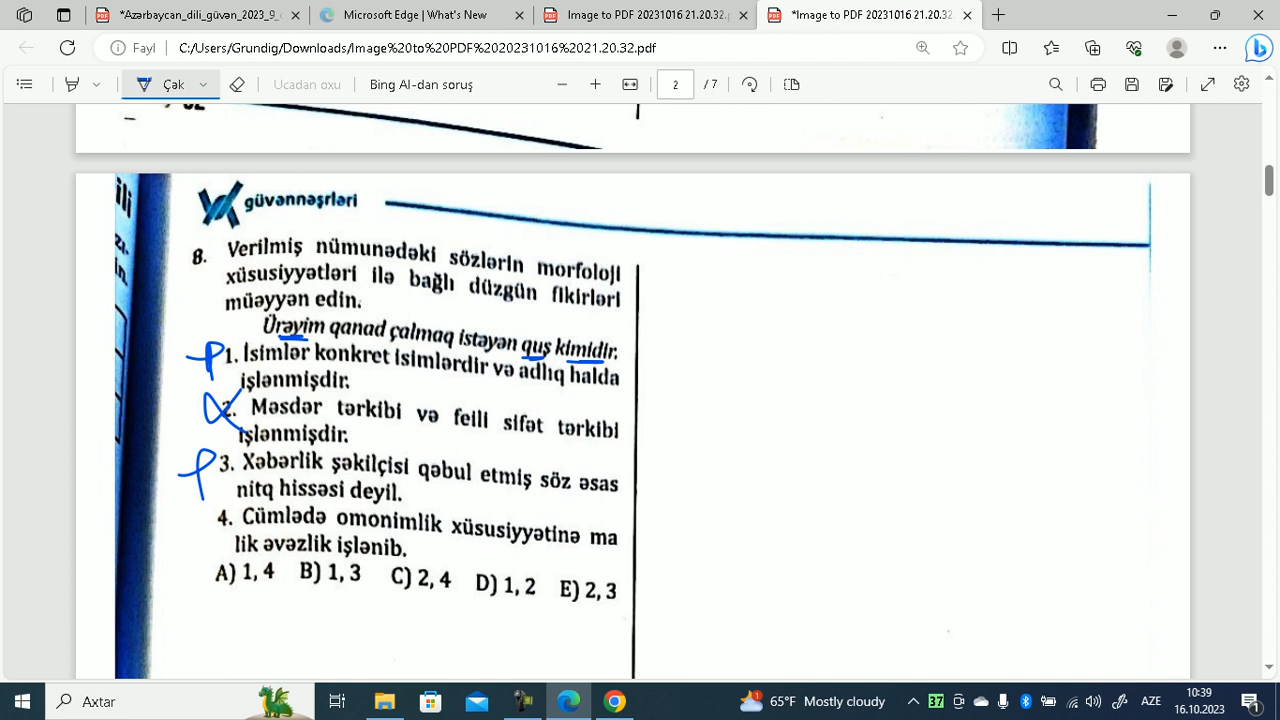 *Azərbaycan_dili_güvən_2023_9_c
Microsoft Edge | What's New
Image to PDF 20231016 21.20.32.p
*Image to PDF 20231016 21.20.32
Fayl
C:/Users/Grundig/Downloads/Image%20to%20PDF%2020231016%2021.20.32.pdf
Çək
Ucadan oxu
Bing AI-dan soruş
2 / 7
güvənnəşrləri
8. Verilmiş nümunədəki sözlərin morfoloji
xüsusiyyətləri ilə bağlı düzgün fikirləri
müəyyən edin.
Ürəyim qanad çalmaq istəyən quş kimidir.
1. İsimlər konkret isimlərdir və adlıq halda
işlənmişdir.
2. Məsdər tərkibi və feili sifət tərkibi
işlənmişdir.
3. Xəbərlik şəkilçisi qəbul etmiş söz əsas
nitq hissəsi deyil.
4. Cümlədə omonimlik xüsusiyyətinə ma
lik əvəzlik işlənib.
A) 1, 4 B) 1, 3 C) 2, 4 D) 1, 2 E) 2, 3
Axtar
65°F Mostly cloudy
37
AZE
10:39
16.10.2023